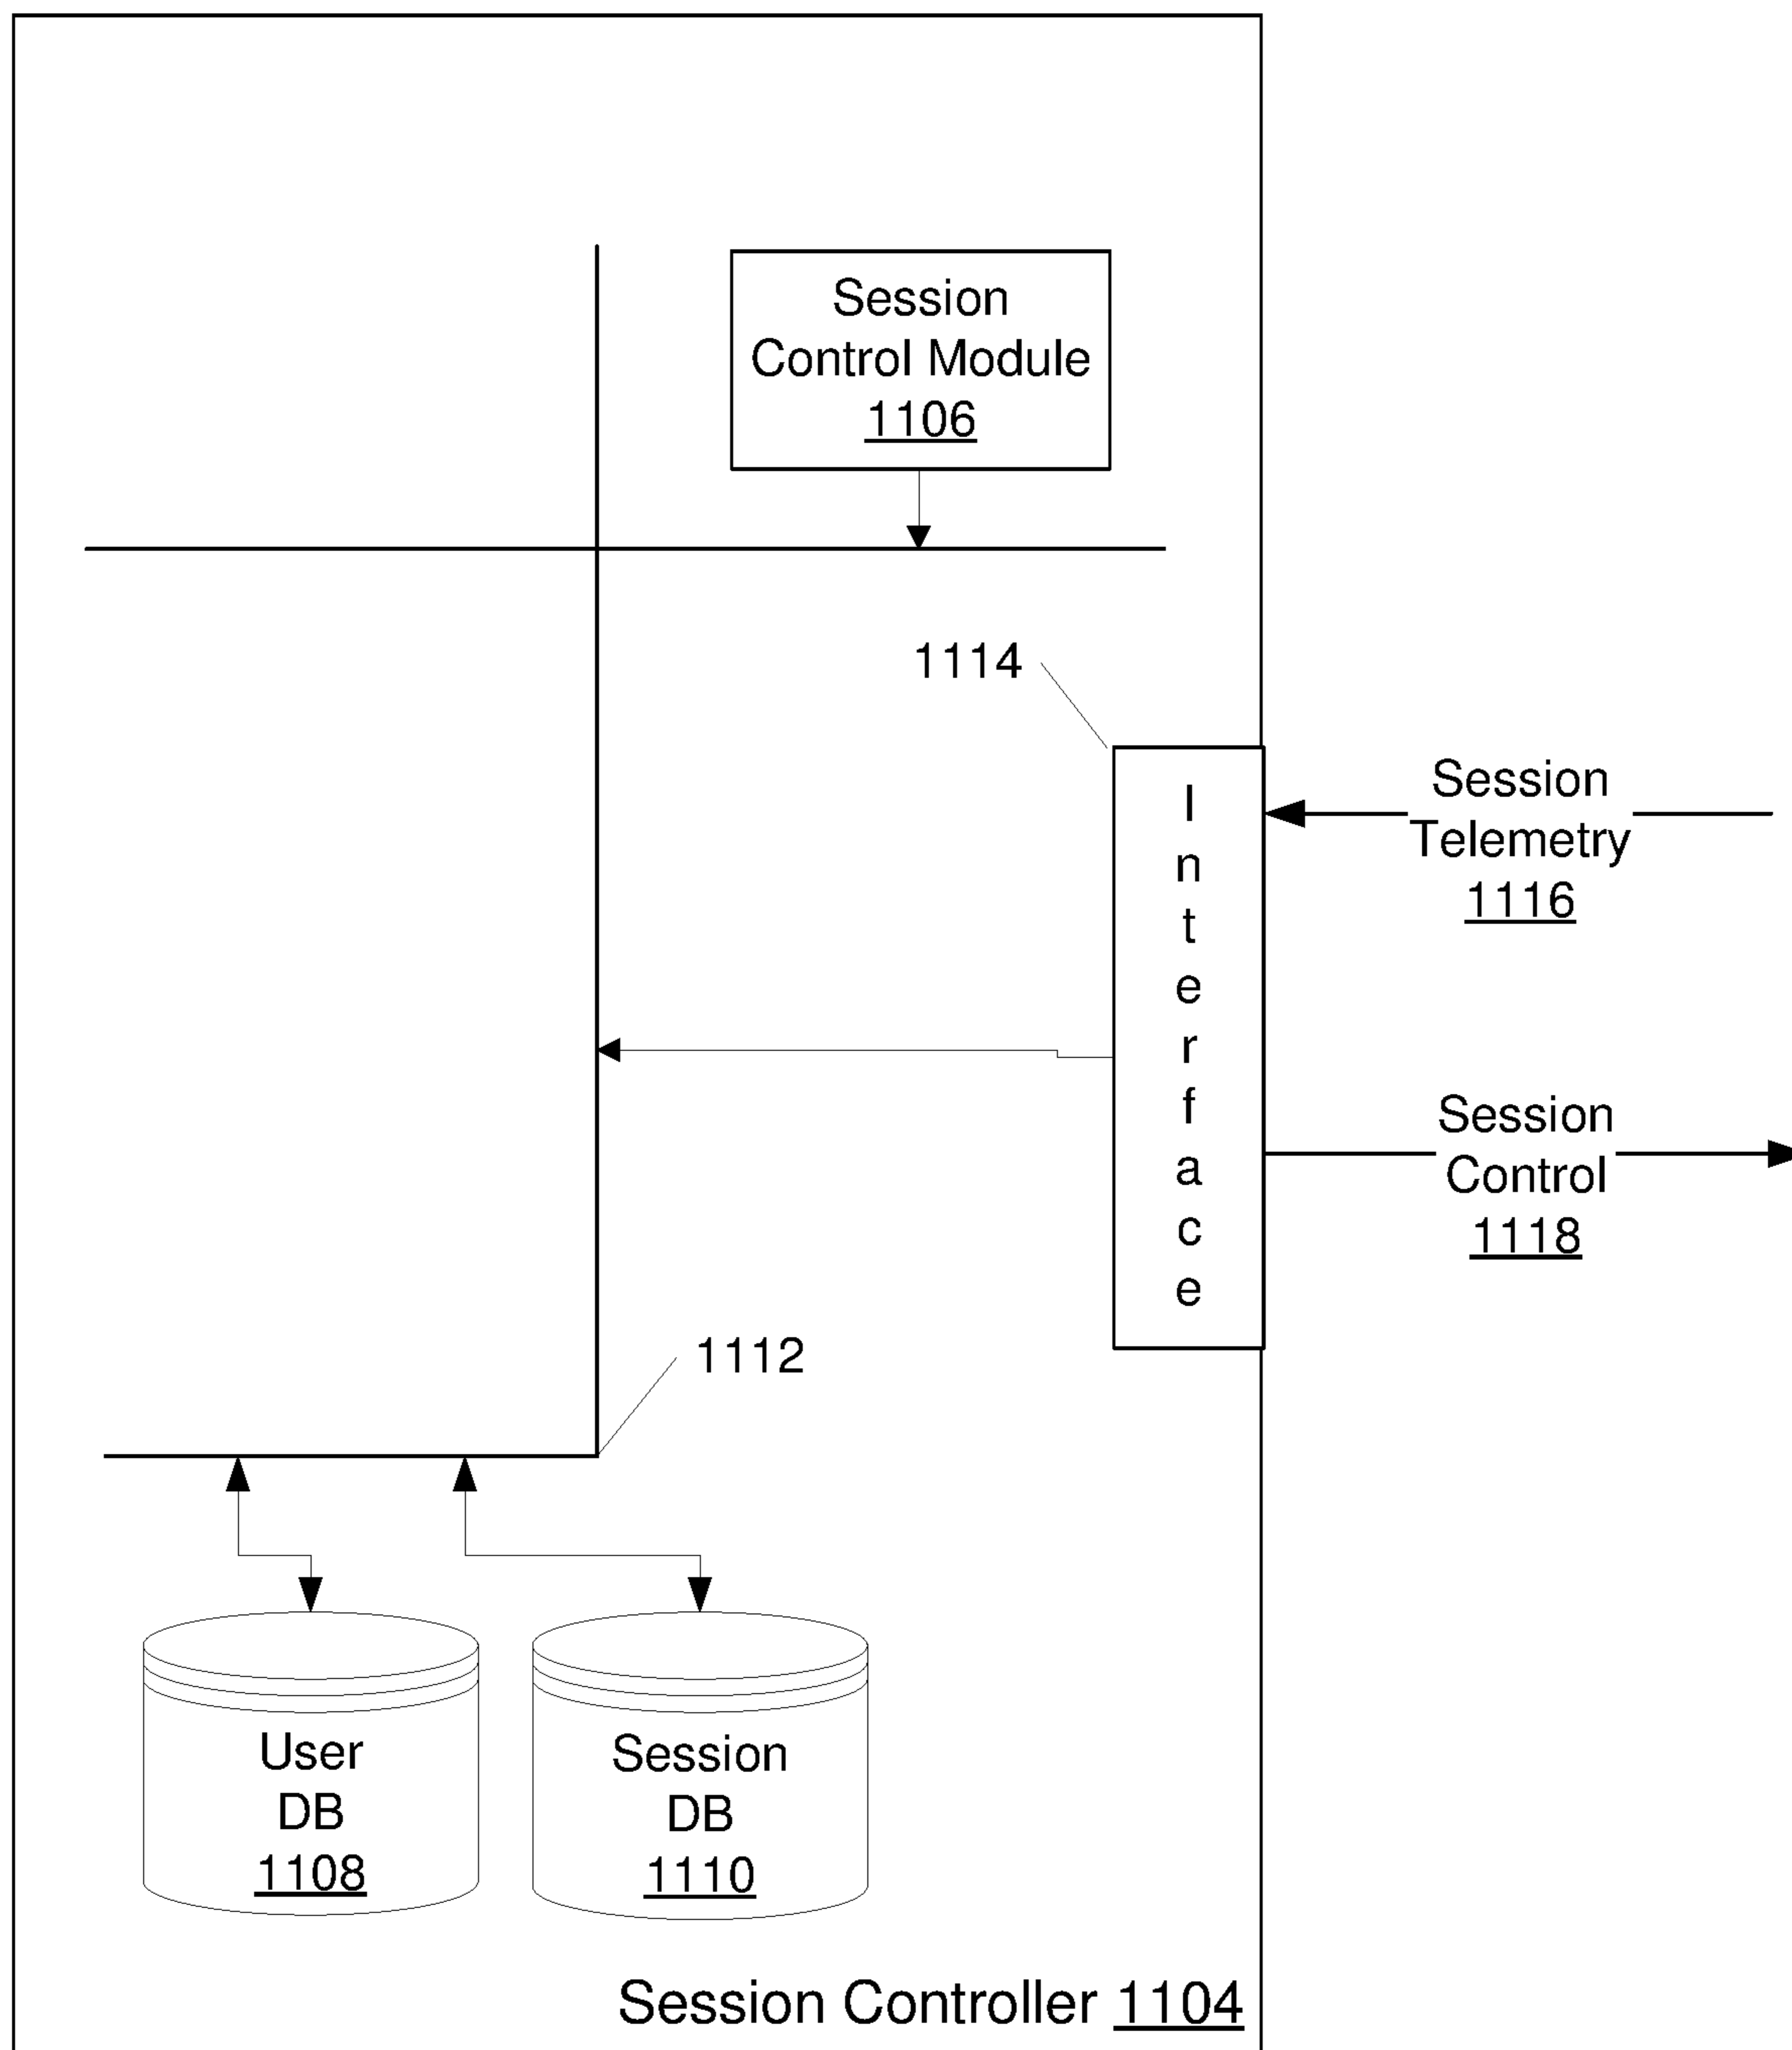 Session
Control Module
1106
1114
Interface
Session
Telemetry
1116
Session
Control
1118
1112
User
DB
1108
Session
DB
1110
Session Controller 1104